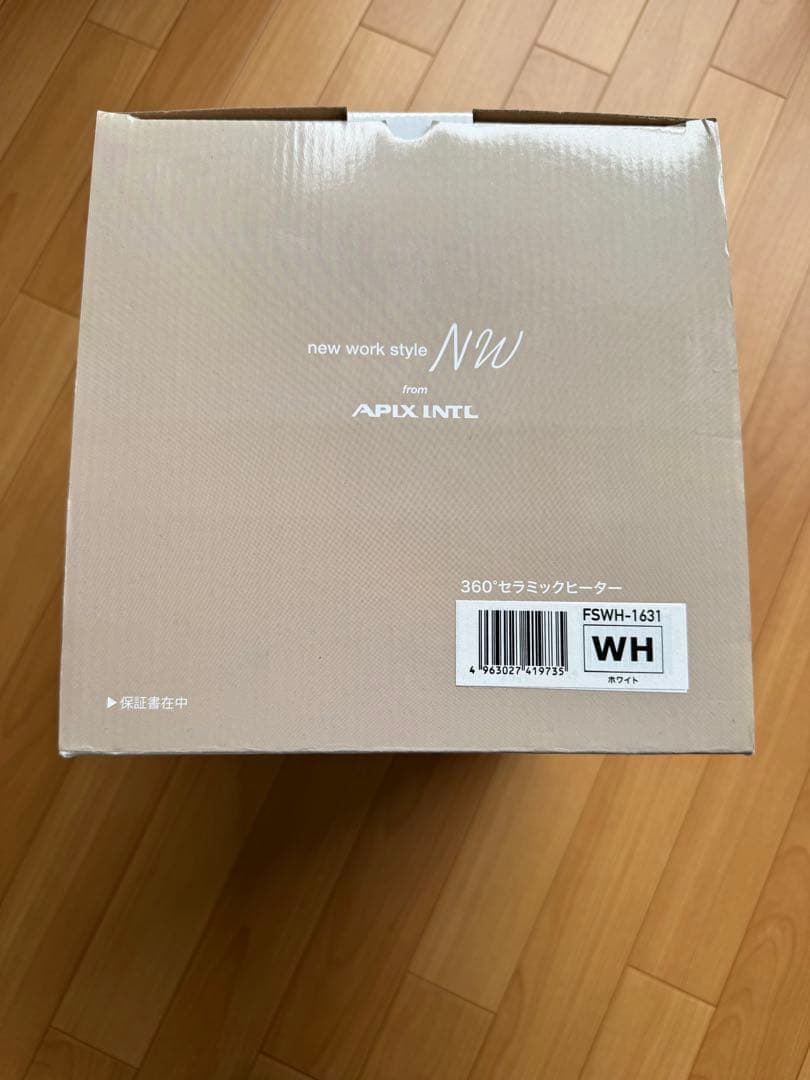 new work style NW
from
APIX INTL
360°セラミックヒーター
FSWH-1631
WH
ホワイト
4 963027 419735
▶保証書在中